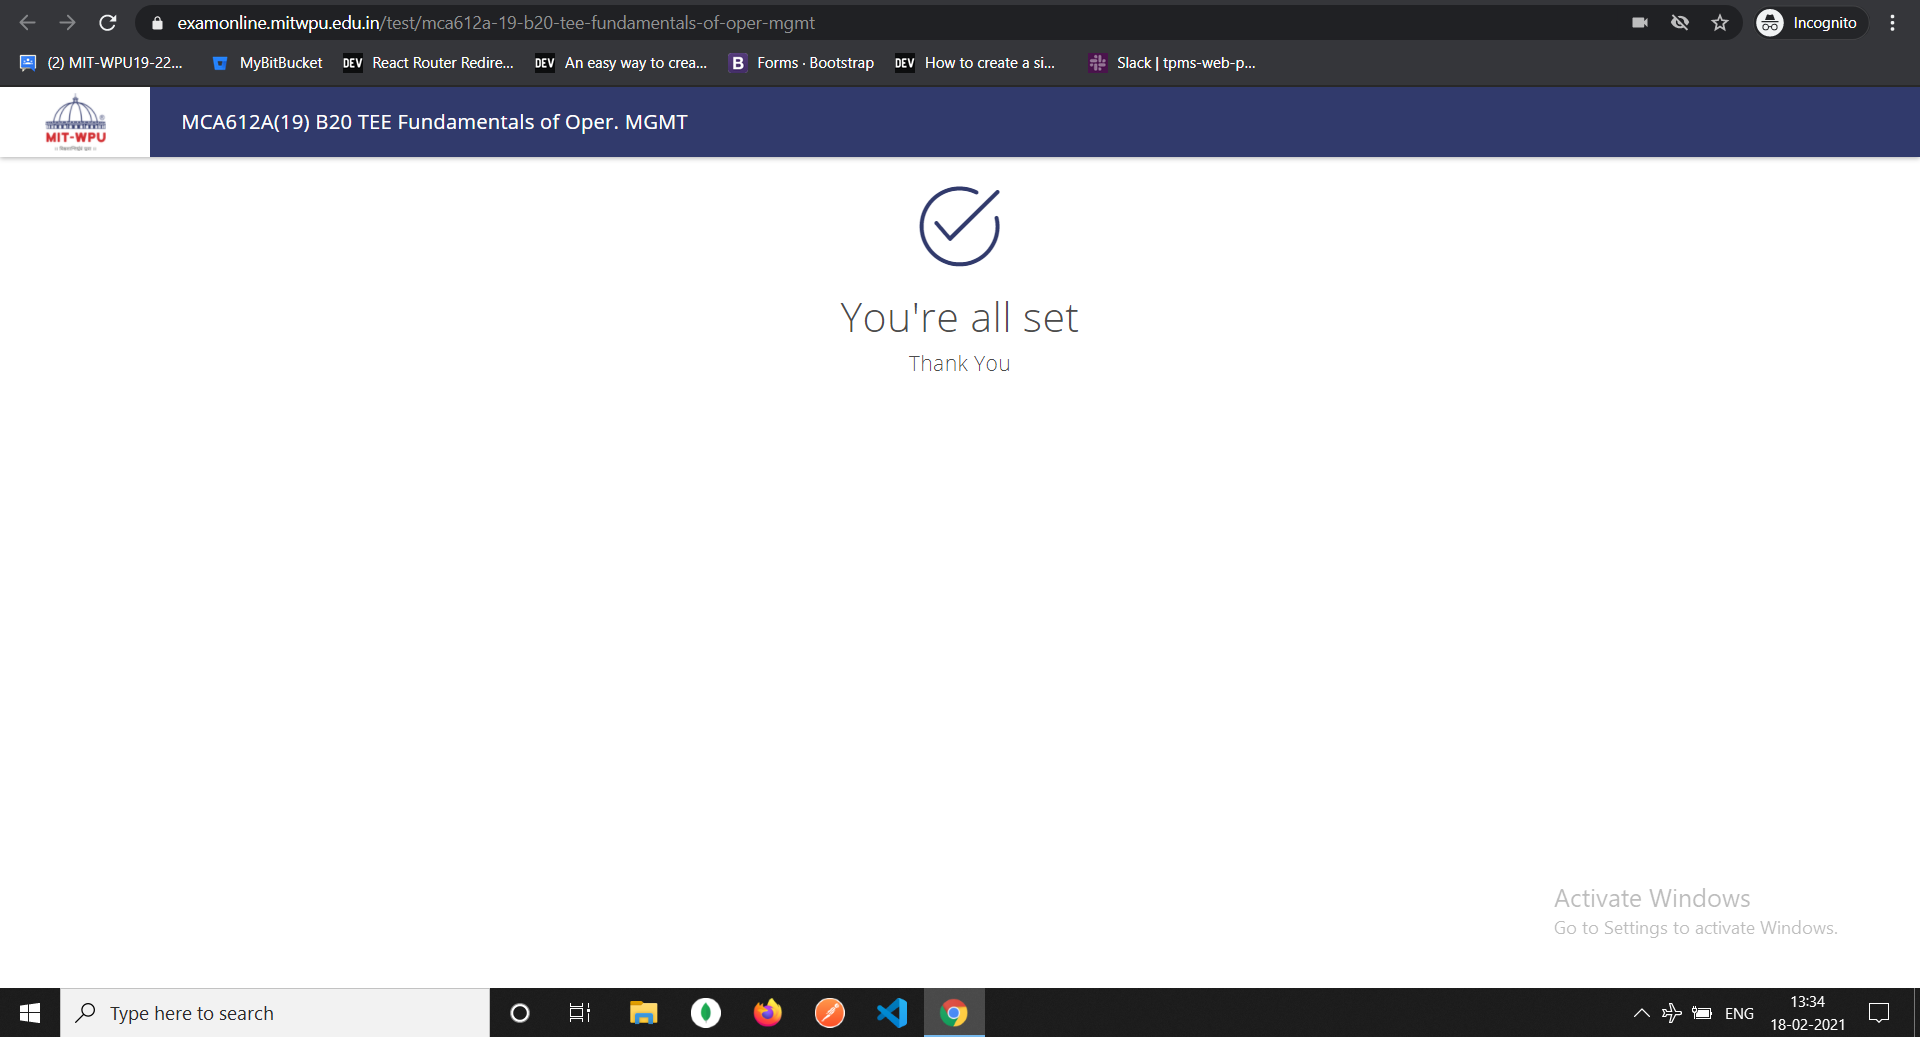 examonline.mitwpu.edu.in/test/mca612a-19-b20-tee-fundamentals-of-oper-mgmt
Incognito
(2) MIT-WPU19-22...
MyBitBucket
DEV React Router Redire...
DEV An easy way to crea...
B Forms · Bootstrap
DEV How to create a si...
Slack | tpms-web-p...
MIT-WPU
MCA612A(19) B20 TEE Fundamentals of Oper. MGMT
You're all set
Thank You
Activate Windows
Go to Settings to activate Windows.
Type here to search
ENG
13:34
18-02-2021